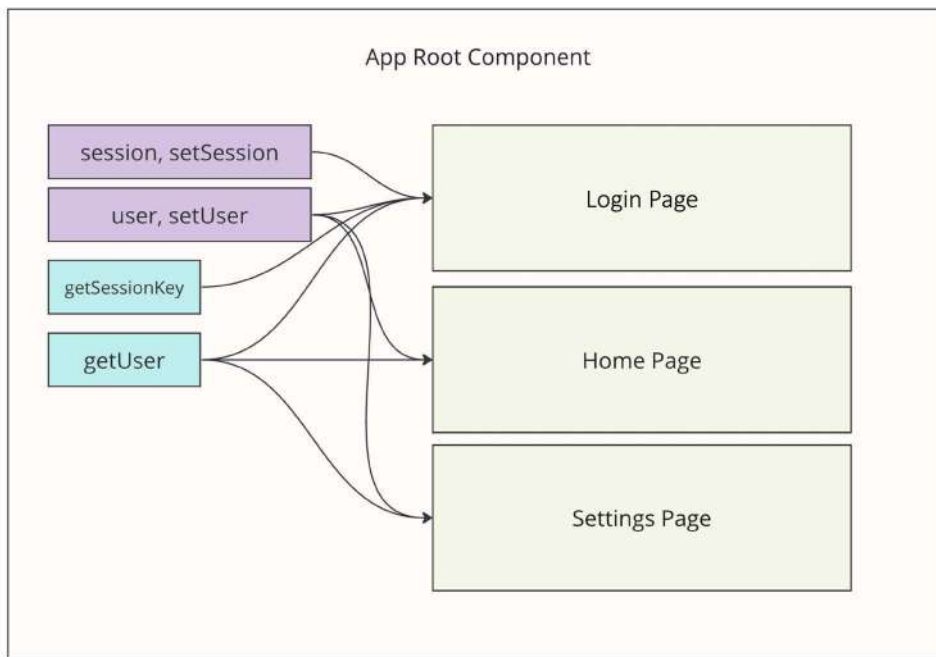 App Root Component
session, setSession
user, setUser
getSessionKey
getUser
Login Page
Home Page
Settings Page